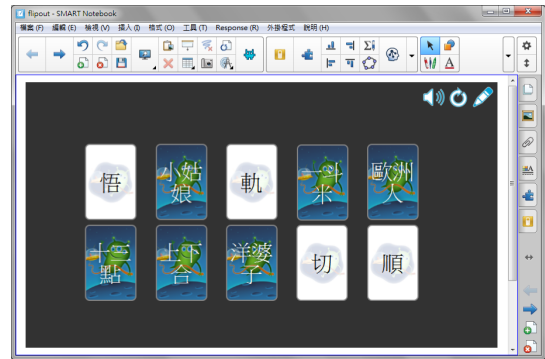 flipout - SMART Notebook
檔案 (F) 編輯 (E) 檢視 (V) 插入 (I) 格式 (O) 工具 (T) Response (R) 外掛程式 說明 (H)
悟 小姑 軌 一斗 歐洲
娘 米 人
十三 上下 洋婆 切 順
點 合 子